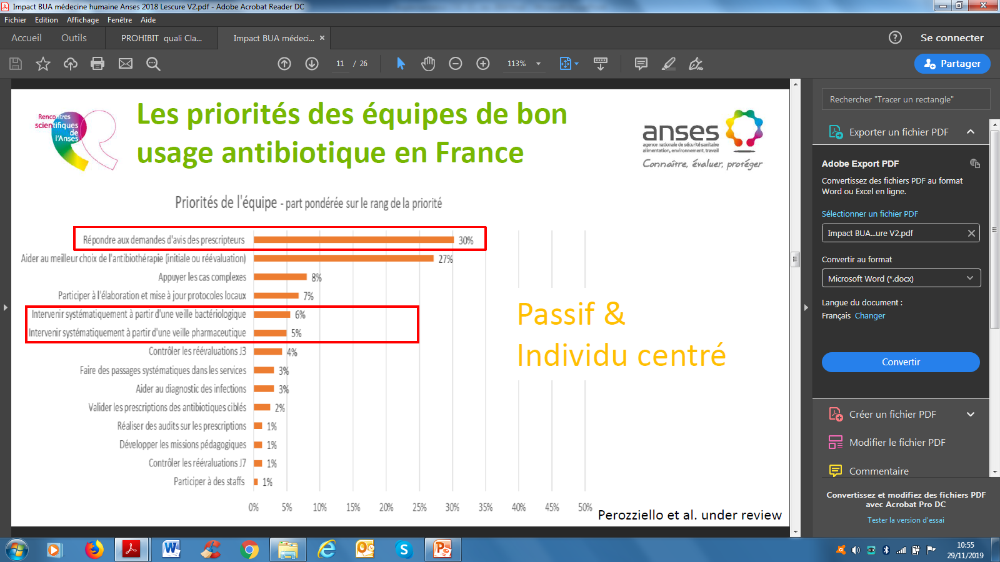 Impact BUA médecine humaine Anses 2018 Lescure V2.pdf - Adobe Acrobat Reader DC
Fichier Edition Affichage Fenêtre Aide
Accueil Outils PROHIBIT quali Cla... Impact BUA médeci... × Se connecter
11 / 26 113% Partager
Rencontres
scientifiques
de
l'Anses
Les priorités des équipes de bon
usage antibiotique en France
anses
agence nationale de sécurité sanitaire
alimentation, environnement, travail
Connaître, évaluer, protéger
Priorités de l'équipe - part pondérée sur le rang de la priorité
Répondre aux demandes d'avis des prescripteurs 30%
Aider au meilleur choix de l'antibiothérapie (initiale ou réévaluation) 27%
Appuyer les cas complexes 8%
Participer à l'élaboration et mise à jour protocoles locaux 7%
Intervenir systématiquement à partir d'une veille bactériologique 6%
Intervenir systématiquement à partir d'une veille pharmaceutique 5%
Contrôler les réévaluations J3 4%
Faire des passages systématiques dans les services 3%
Aider au diagnostic des infections 3%
Valider les prescriptions des antibiotiques ciblés 2%
Réaliser des audits sur les prescriptions 1%
Développer les missions pédagogiques 1%
Contrôler les réévaluations J7 1%
Participer à des staffs 1%
0% 5% 10% 15% 20% 25% 30% 35% 40% 45% 50%
Passif &
Individu centré
Perozziello et al. under review
Rechercher "Tracer un rectangle"
Exporter un fichier PDF
Adobe Export PDF
Convertissez des fichiers PDF au format
Word ou Excel en ligne.
Sélectionner un fichier PDF
Impact BUA...ure V2.pdf
Convertir au format
Microsoft Word (*.docx)
Langue du document :
Français Changer
Convertir
Créer un fichier PDF
Modifier le fichier PDF
Commentaire
Convertissez et modifiez des fichiers PDF
avec Acrobat Pro DC
Tester la version d'essai
10:55
29/11/2019